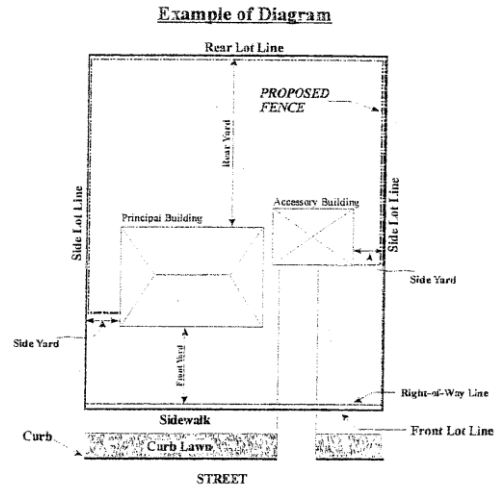 Example of Diagram
Rear Lot Line
PROPOSED
FENCE
Rear Yard
Accessory Building
Principal Building
Side Lot Line
Side Lot Line
Side Yard
Side Yard
Front Yard
Right-of-Way Line
Sidewalk
Front Lot Line
Curb
Curb Lawn
STREET